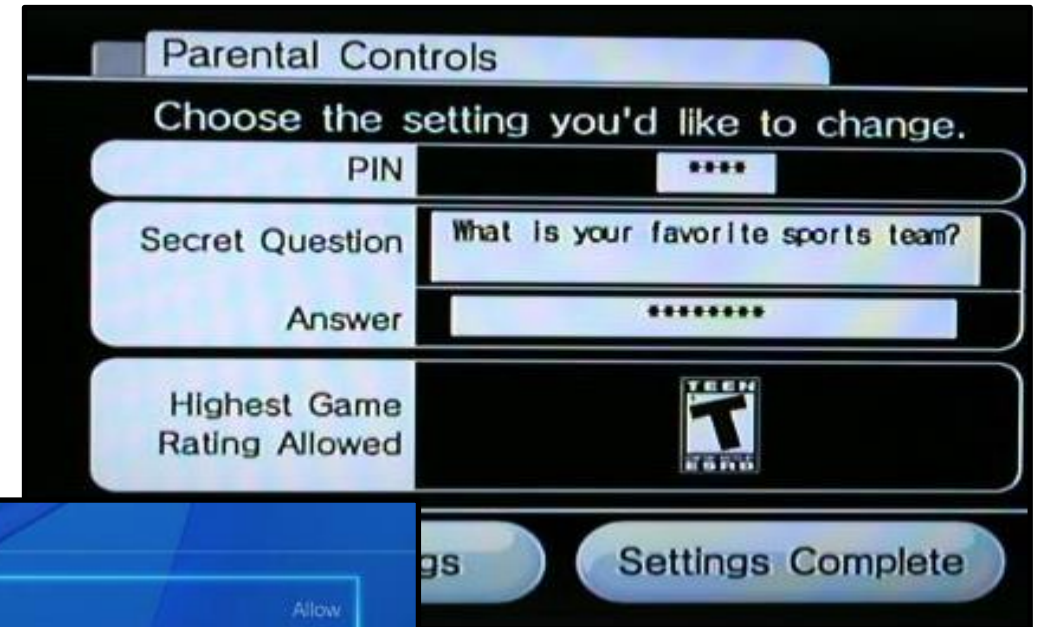 Parental Controls
Choose the setting you'd like to change.
PIN
****
Secret Question
What is your favorite sports team?
Answer
********
Highest Game
Rating Allowed
TEEN
T
ESRB
gs
Settings Complete
Allow